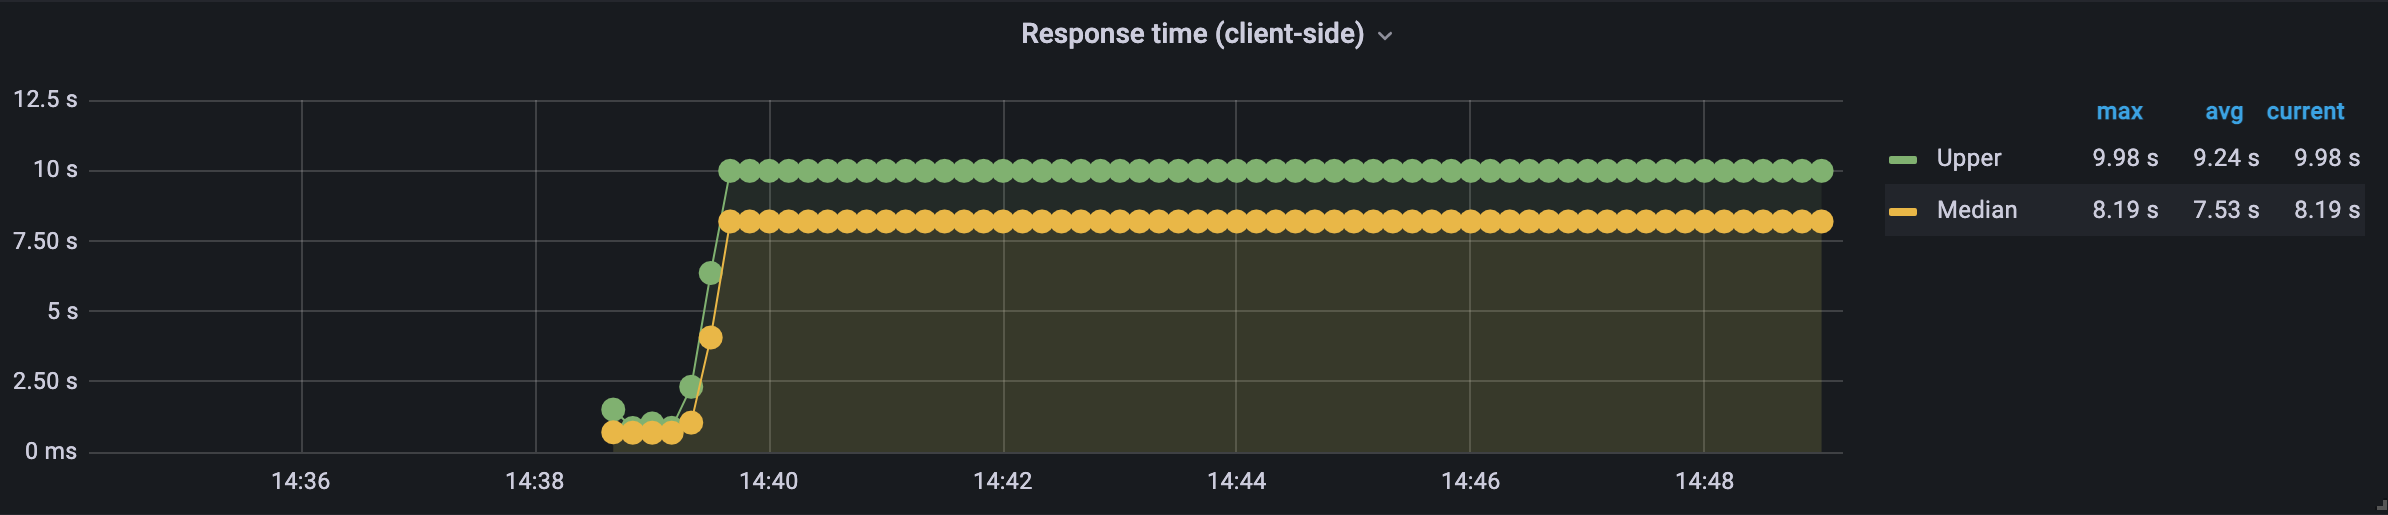 Response time (client-side)
12.5 s
10 s
7.50 s
5 s
2.50 s
0 ms
14:36 14:38 14:40 14:42 14:44 14:46 14:48
max avg current
Upper 9.98 s 9.24 s 9.98 s
Median 8.19 s 7.53 s 8.19 s